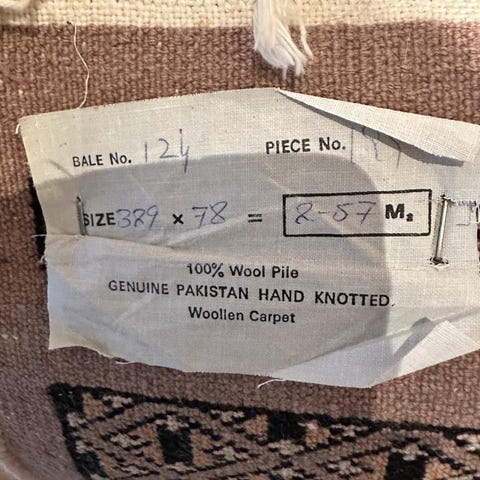 BALE No. 124 PIECE No.
SIZE 329 x 78 = 2-57 M2
100% Wool Pile
GENUINE PAKISTAN HAND KNOTTED
Woollen Carpet